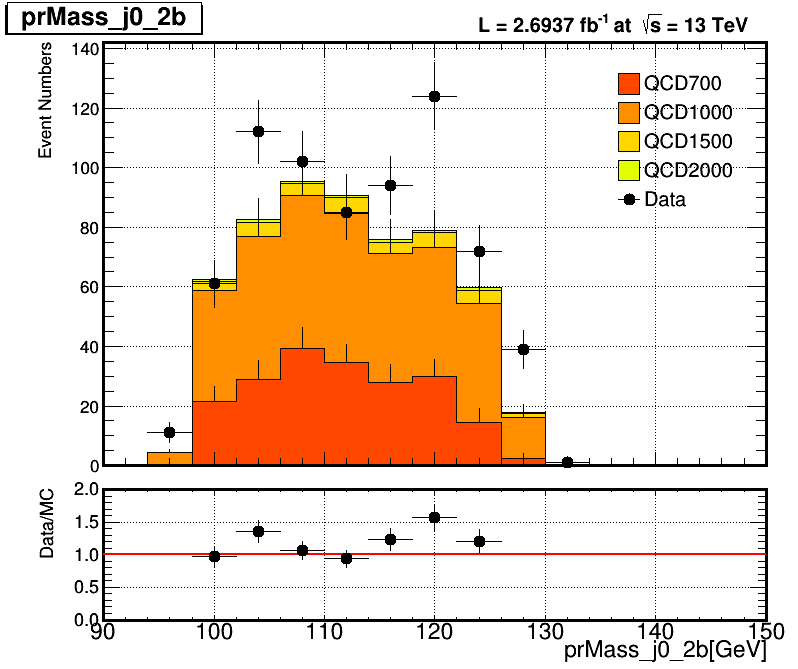 prMass_j0_2b
L = 2.6937 fb-1 at √s = 13 TeV
Event Numbers
140
120
100
80
60
40
20
0
QCD700
QCD1000
QCD1500
QCD2000
Data
Data/MC
2.0
1.5
1.0
0.5
0.0
90 100 110 120 130 140 150
prMass_j0_2b[GeV]